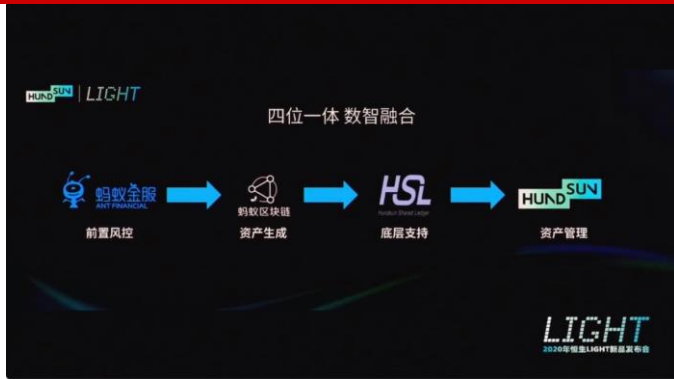 HUNDSUN | LIGHT
四位一体 数智融合
蚂蚁金服
ANT FINANCIAL
前置风控
蚂蚁区块链
资产生成
HSL
Hundsun Shared Ledger
底层支持
HUNDSUN
资产管理
LIGHT
2020年恒生LIGHT新品发布会